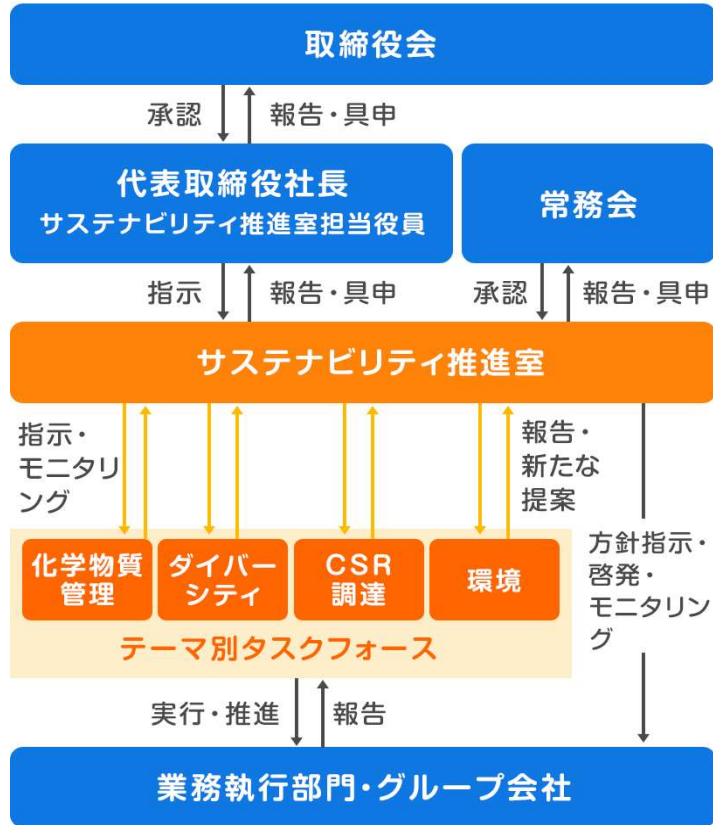 取締役会
承認
報告・具申
代表取締役社長
サステナビリティ推進室担当役員
常務会
指示
報告・具申
承認
報告・具申
サステナビリティ推進室
指示・
モニタリ
ング
報告・
新たな
提案
方針指示・
啓発・
モニタリン
グ
化学物質
管理
ダイバー
シティ
CSR
調達
環境
テーマ別タスクフォース
実行・推進
報告
業務執行部門・グループ会社